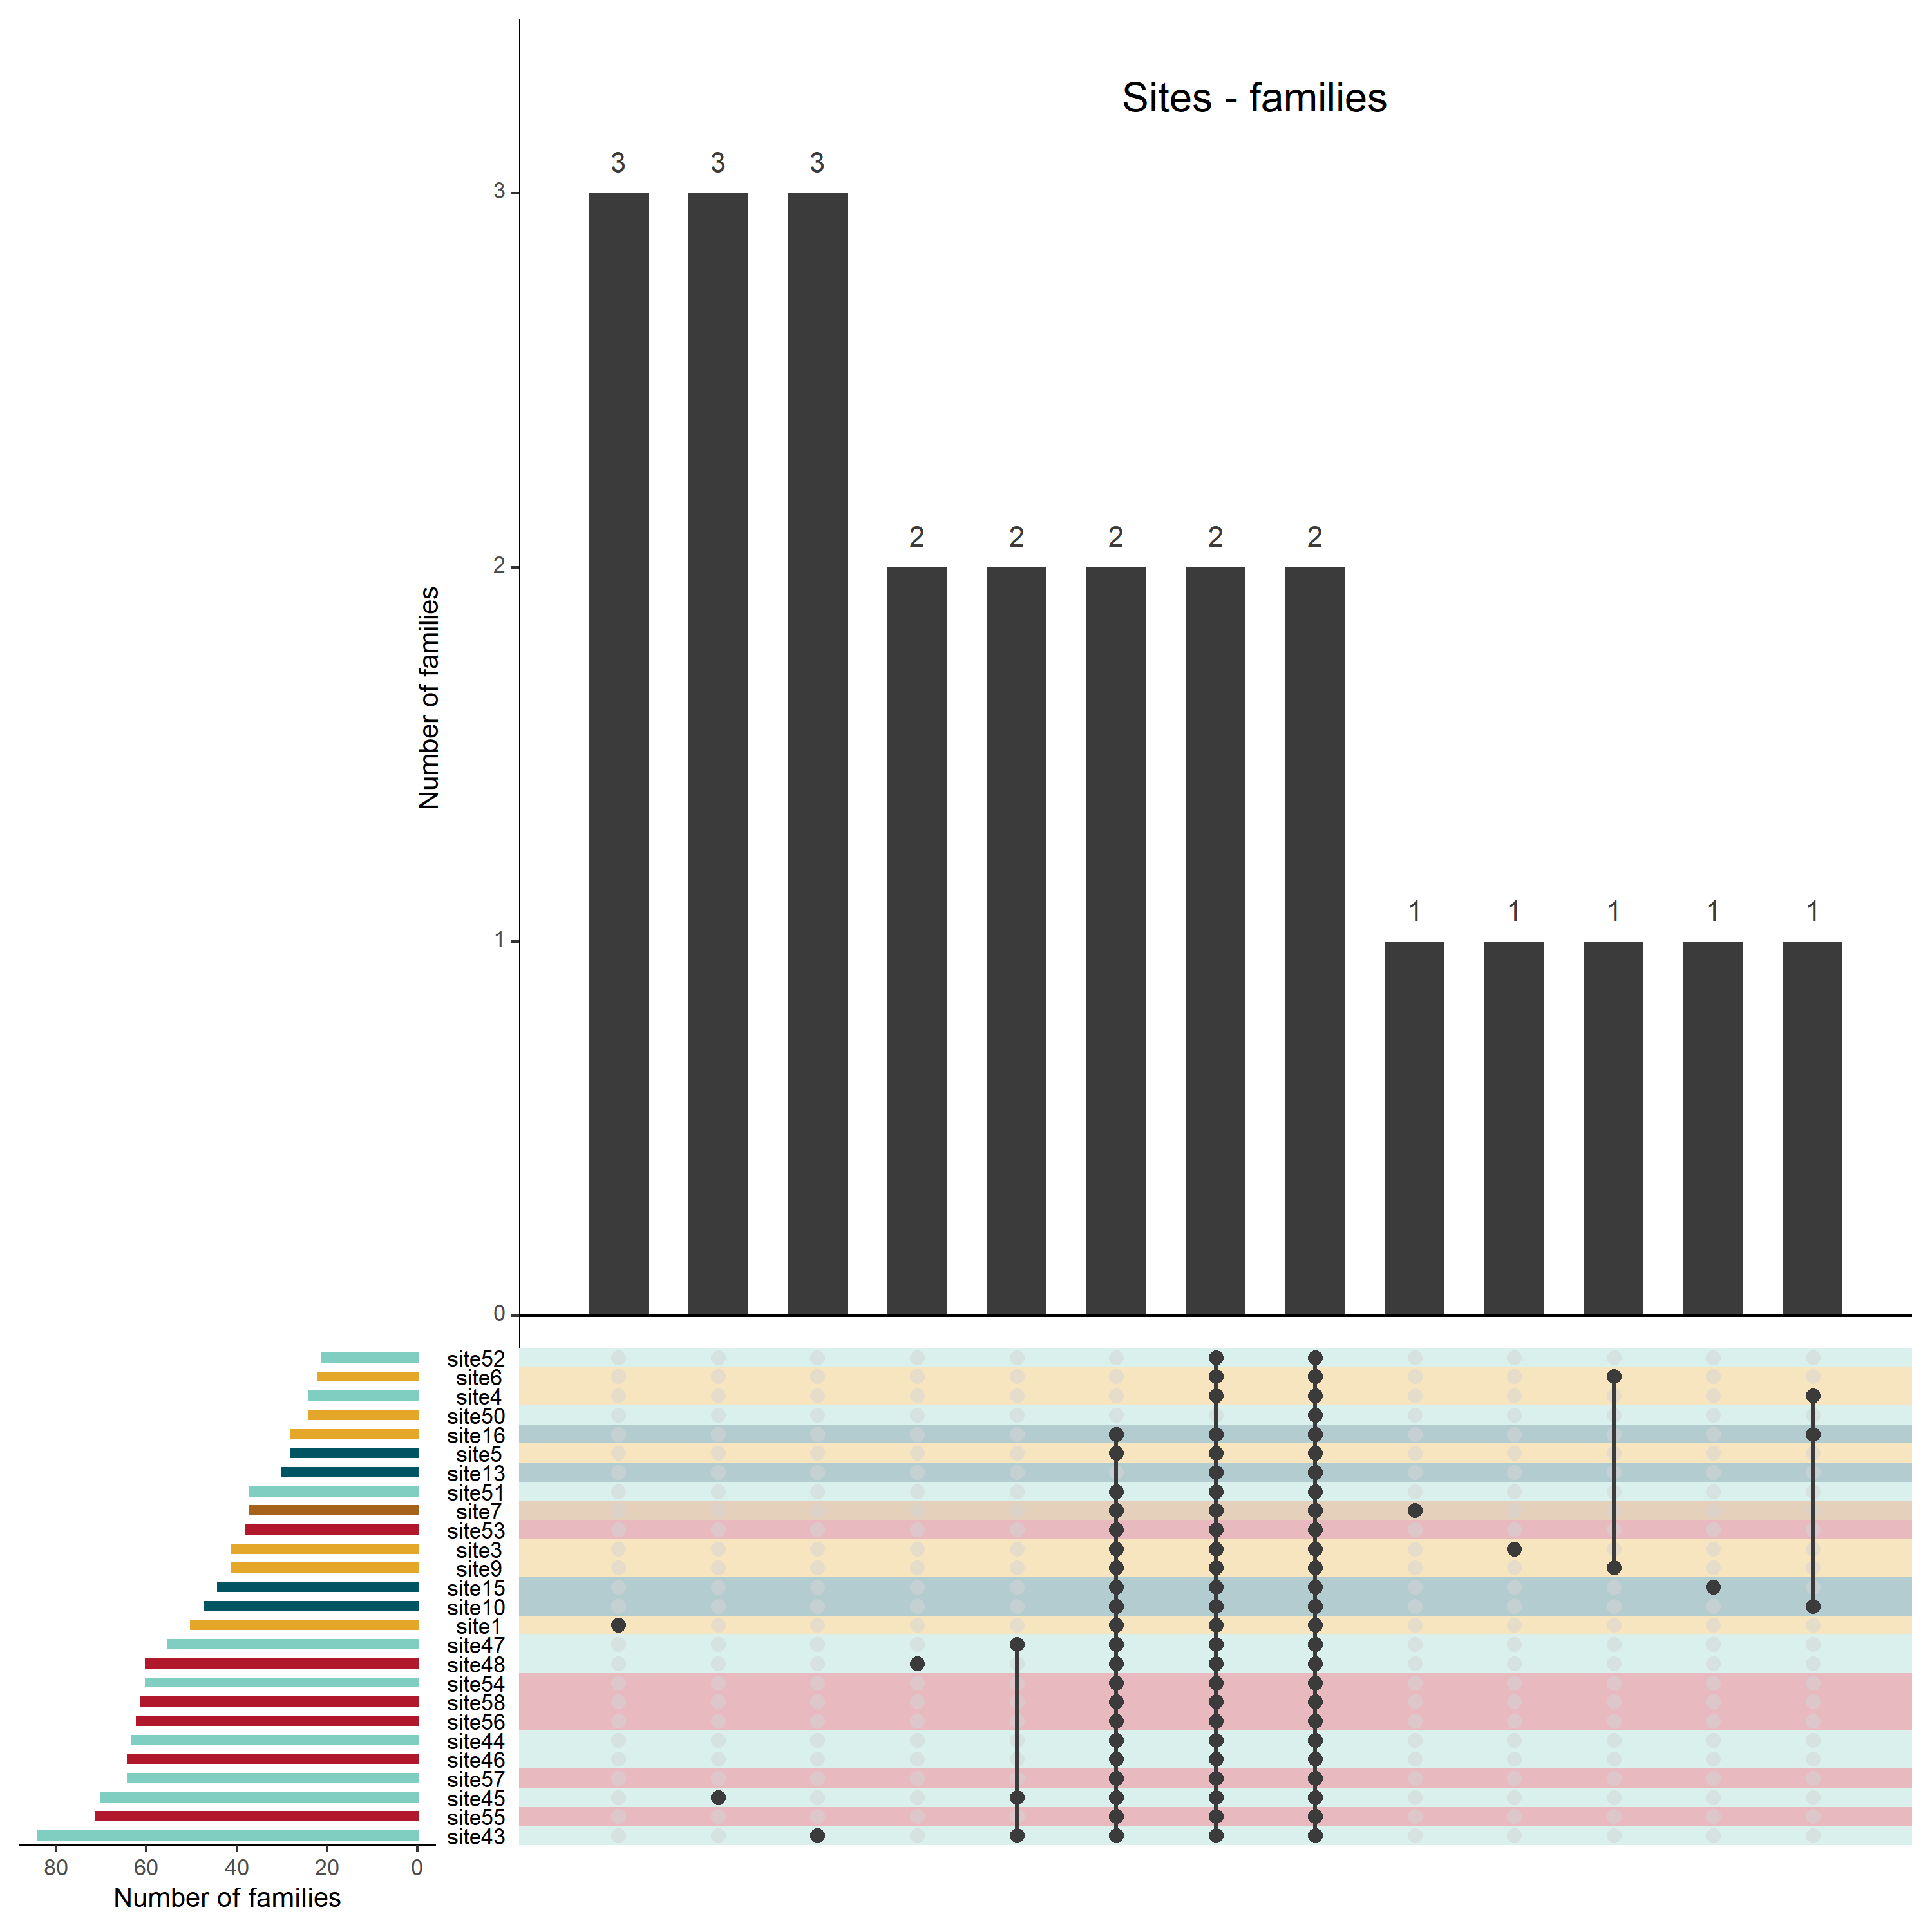 Sites - families
3 3 3
3
2 2 2 2 2
2
Number of families
1 1 1 1 1
1
0
site52
site6
site4
site50
site16
site5
site13
site51
site7
site53
site3
site9
site15
site10
site1
site47
site48
site54
site58
site56
site44
site46
site57
site45
site55
site43
80 60 40 20 0
Number of families